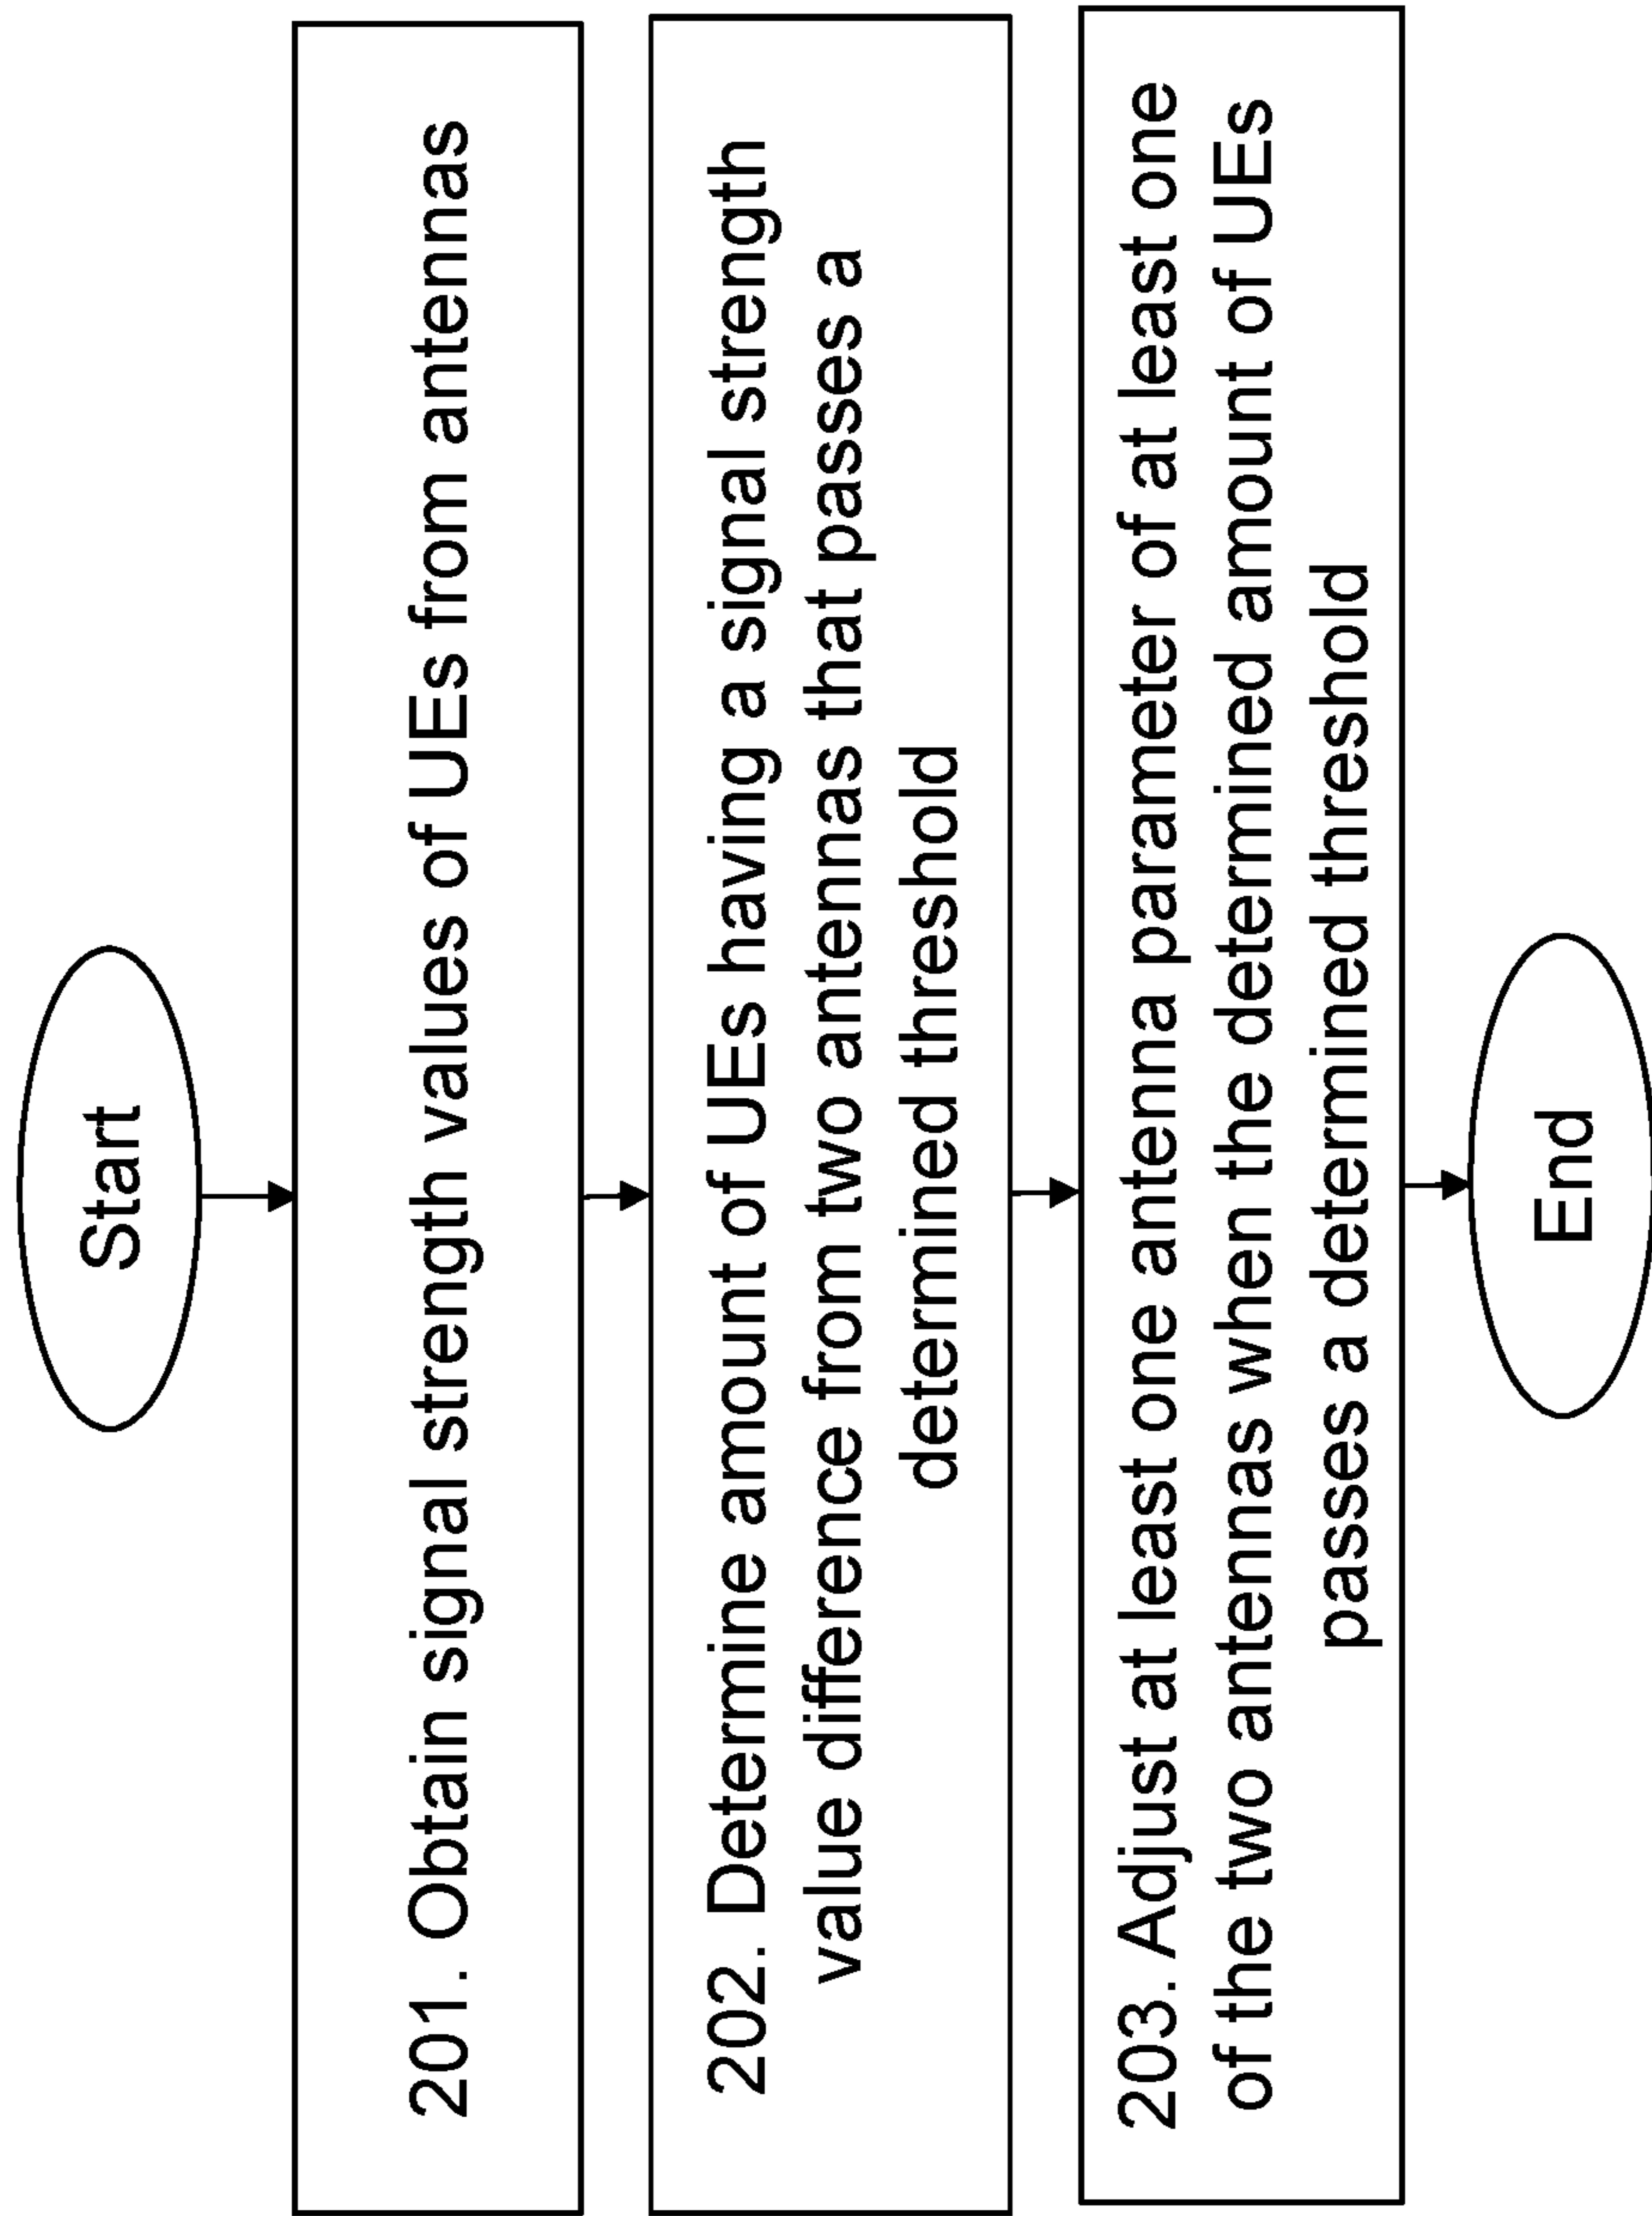 Start
201. Obtain signal strength values of UEs from antennas
202. Determine amount of UEs having a signal strength
value difference from two antennas that passes a
determined threshold
203. Adjust at least one antenna parameter of at least one
of the two antennas when the determined amount of UEs
passes a determined threshold
End